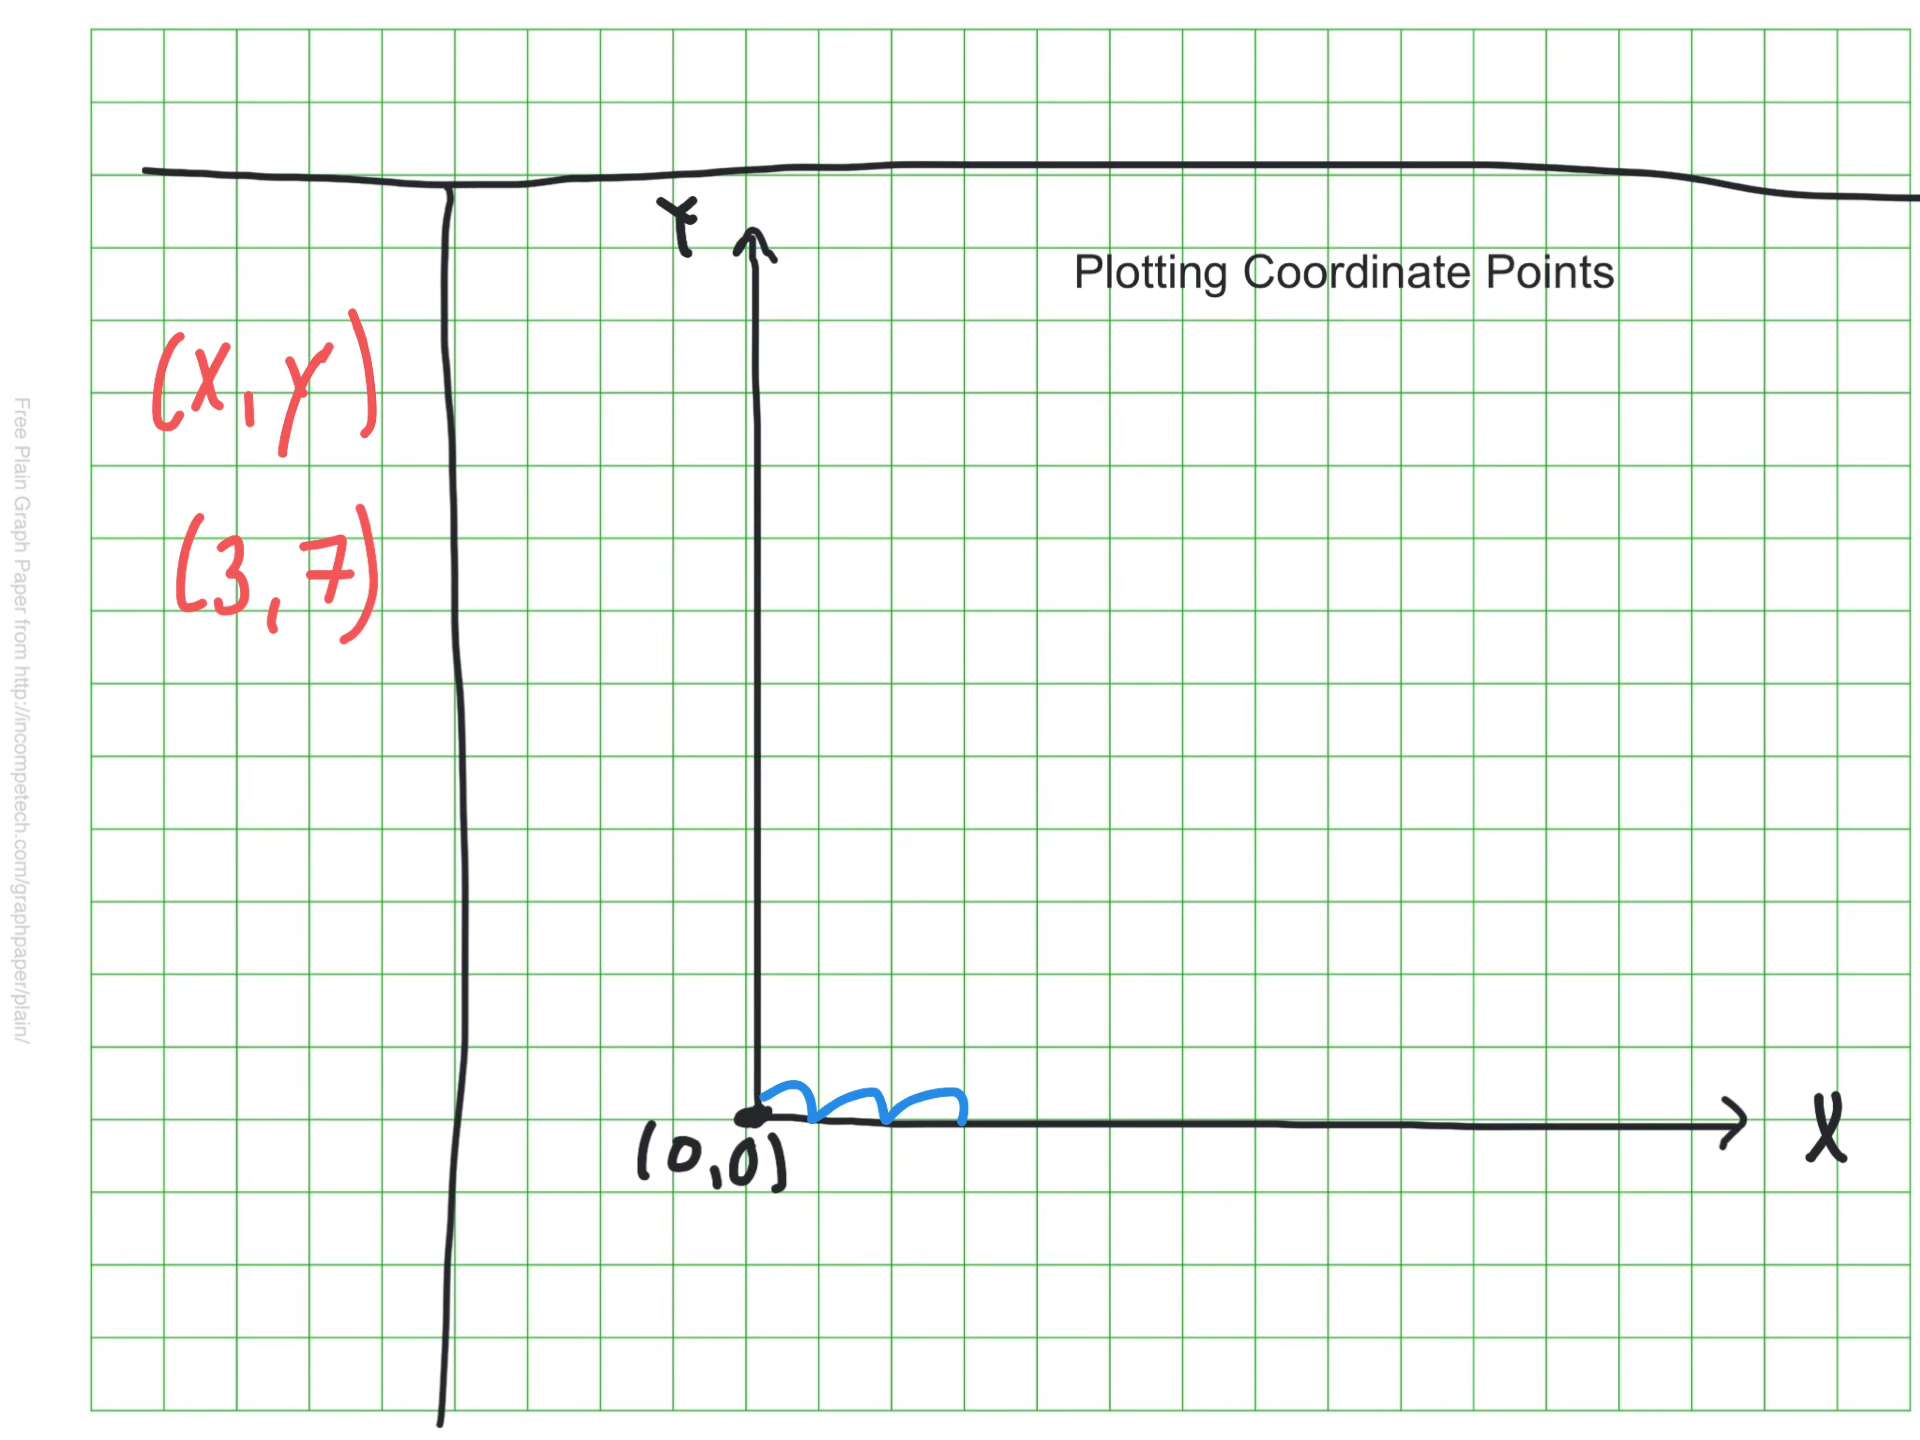 Y
Plotting Coordinate Points
(x,y)
(3,7)
(0,0)
X
Free Plain Graph Paper from http://incompetech.com/graphpaper/plain/